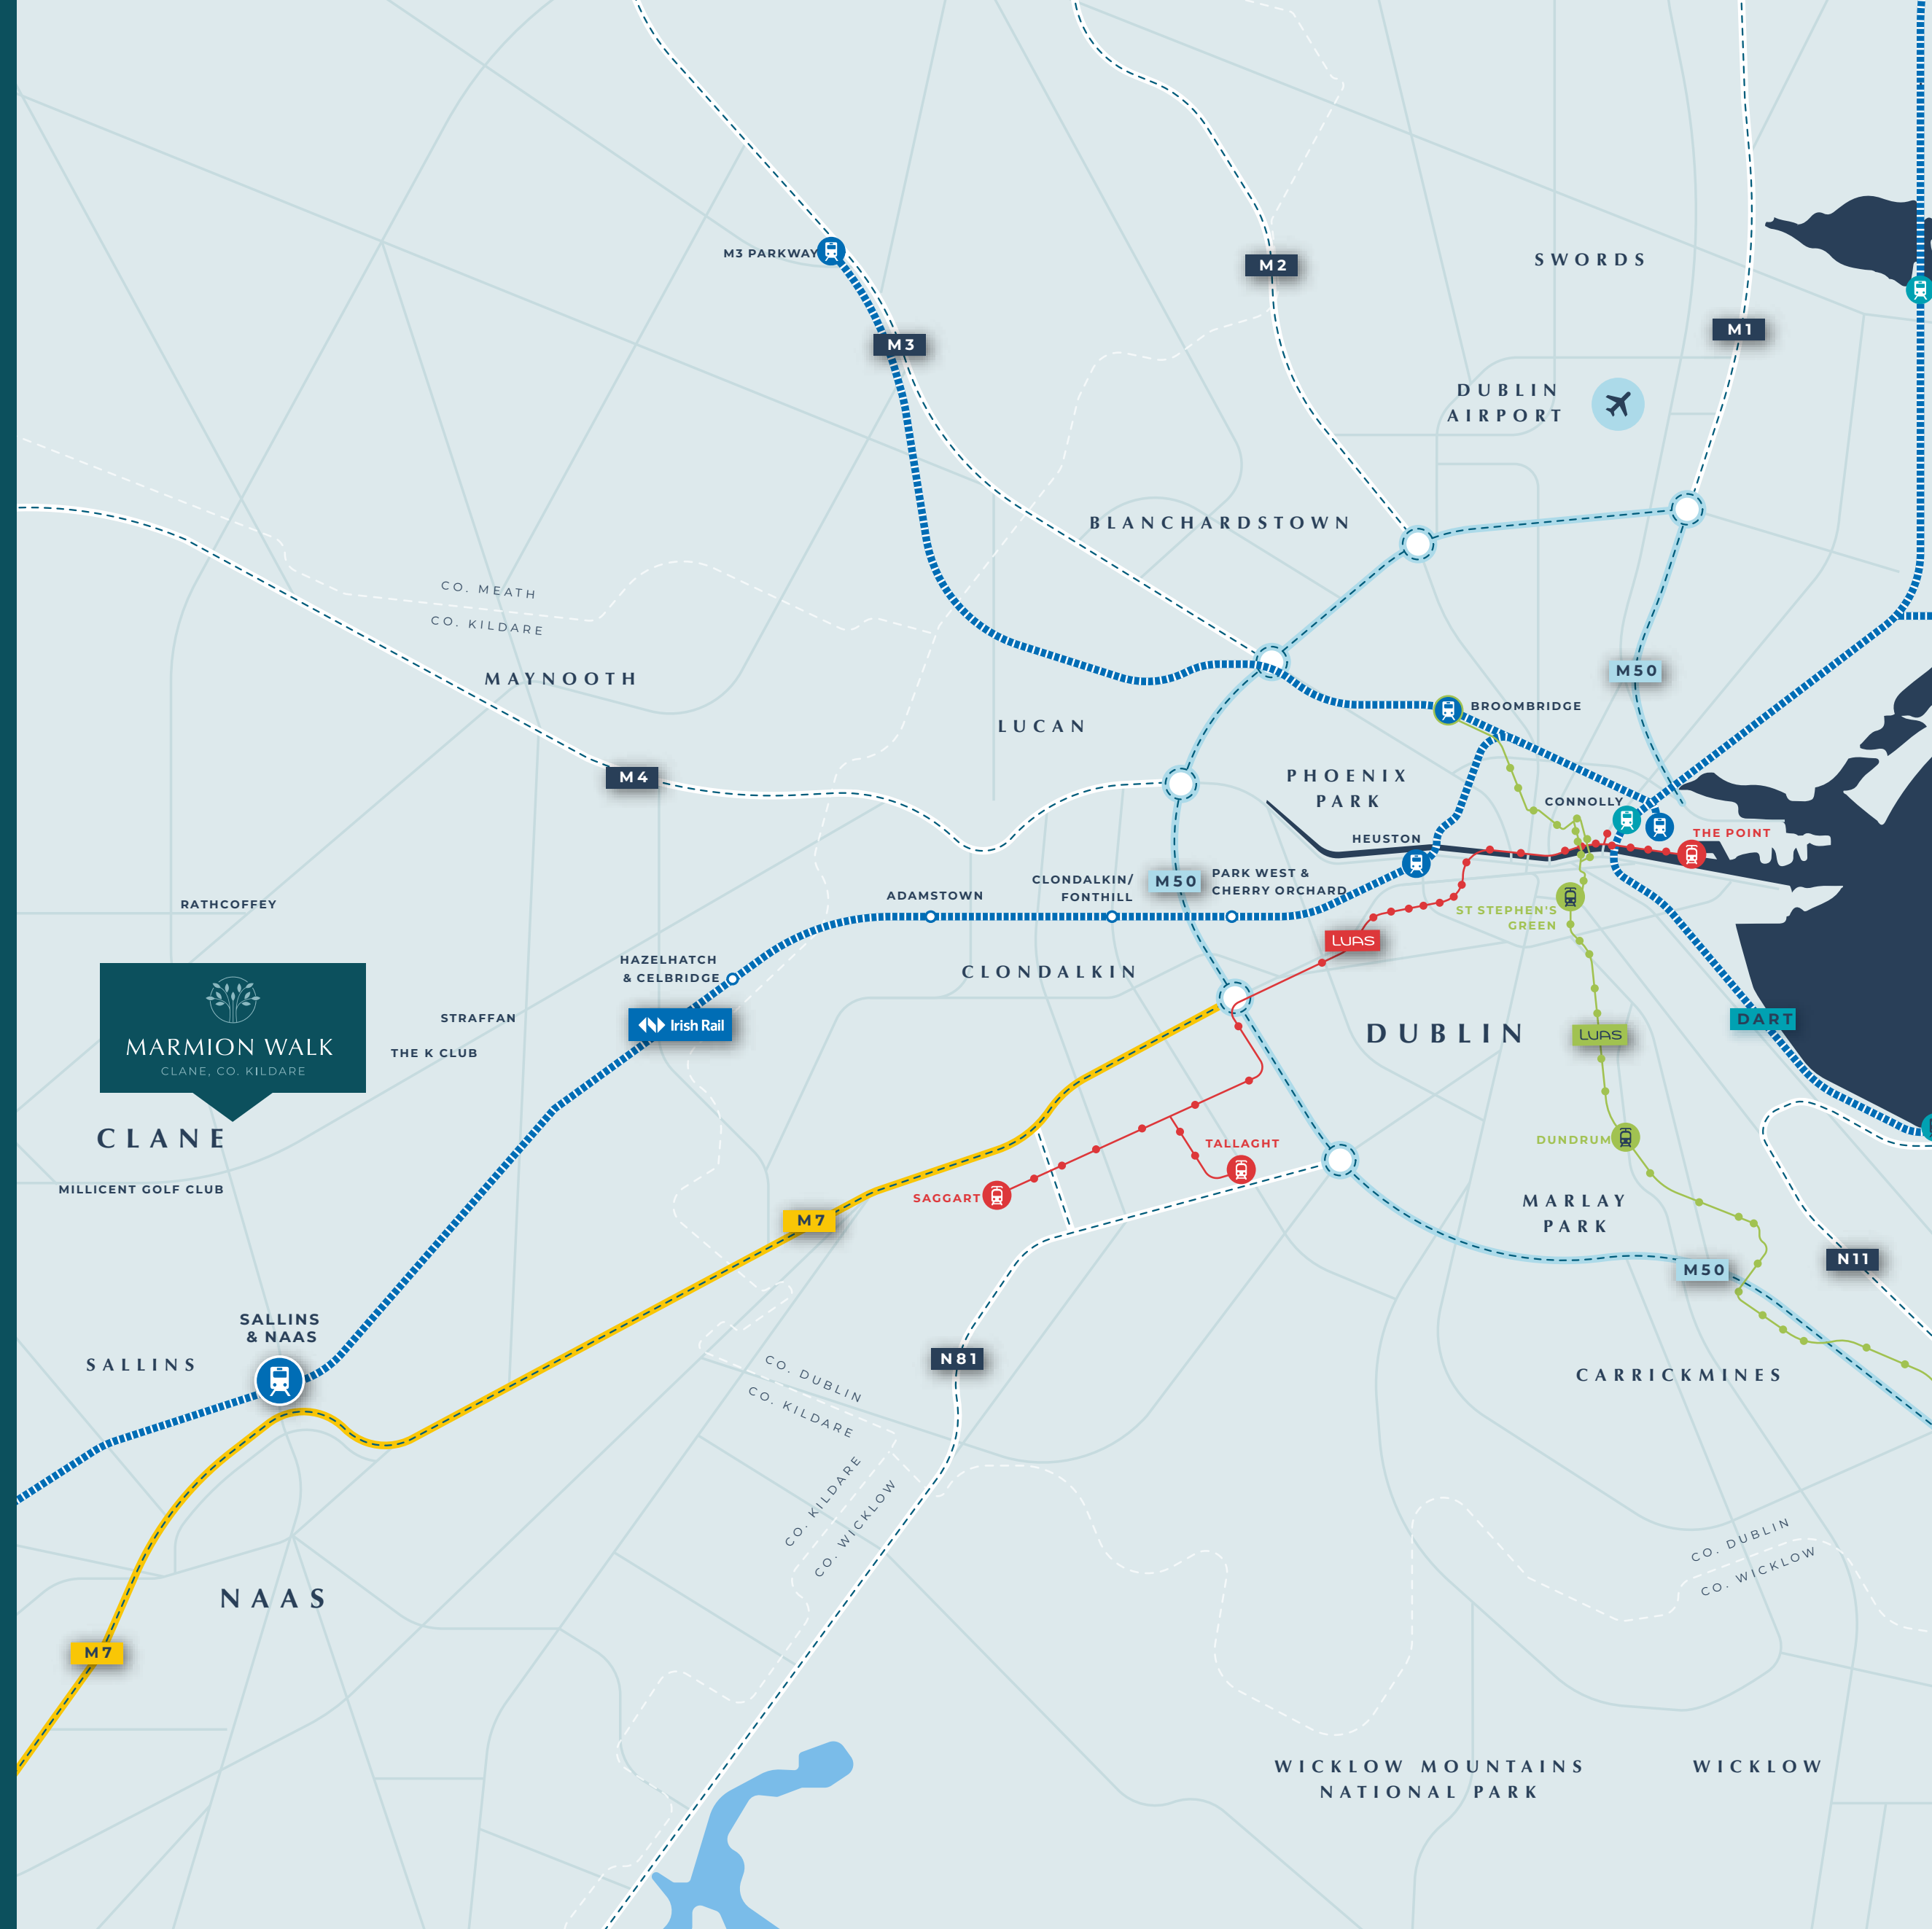 M3 PARKWAY
M2
SWORDS
M1
M3
DUBLIN
AIRPORT
BLANCHARDSTOWN
CO. MEATH
CO. KILDARE
MAYNOOTH
M50
LUCAN
BROOMBRIDGE
M4
PHOENIX
PARK
CONNOLLY
HEUSTON
THE POINT
CLONDALKIN/
FONTHILL
M50
PARK WEST &
CHERRY ORCHARD
ADAMSTOWN
RATHCOFFEY
ST STEPHEN'S
GREEN
LUAS
HAZELHATCH
& CELBRIDGE
CLONDALKIN
STRAFFAN
Irish Rail
DUBLIN
LUAS
DART
MARMION WALK
CLANE, CO. KILDARE
THE K CLUB
CLANE
TALLAGHT
DUNDRUM
MILLICENT GOLF CLUB
SAGGART
MARLAY
PARK
M7
N11
M50
SALLINS
& NAAS
SALLINS
N81
CARRICKMINES
CO. DUBLIN
CO. KILDARE
CO. KILDARE
CO. WICKLOW
CO. DUBLIN
CO. WICKLOW
NAAS
M7
WICKLOW MOUNTAINS
NATIONAL PARK
WICKLOW